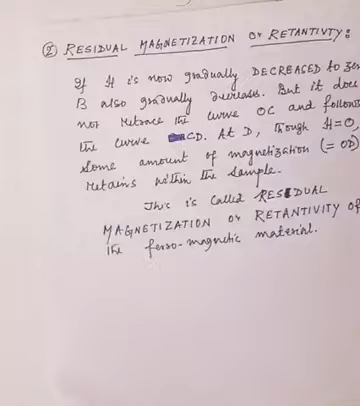 ② RESIDUAL MAGNETIZATION OR RETANTIVTY:
If H is now gradually DECREASED to zer
B also gradually decreases. But it does
not retrace the curve OC and follows
the curve CD. At D, though H=0,
some amount of magnetization (= OD)
retains within the sample.
This is called RESIDUAL
MAGNETIZATION OR RETANTIVITY of
the ferro-magnetic material.